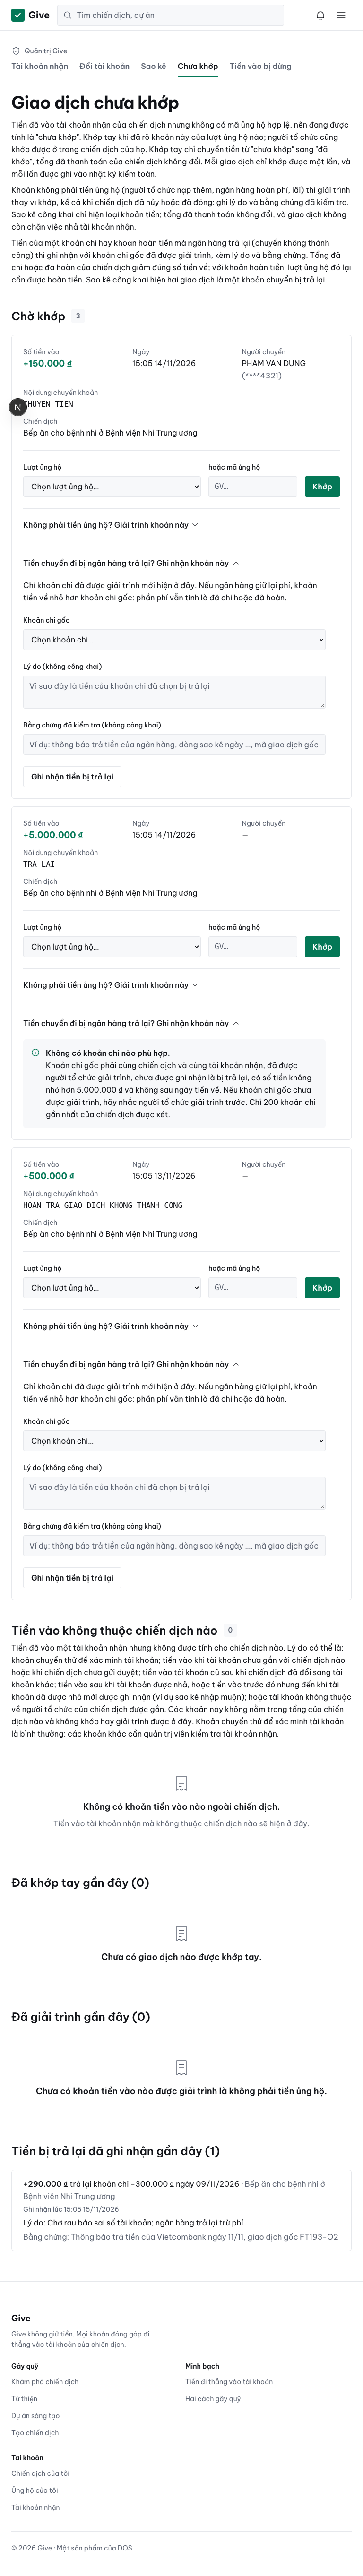 Give
Tìm chiến dịch, dự án
Quản trị Give
Tài khoản nhận
Đổi tài khoản
Sao kê
Chưa khớp
Tiền vào bị dừng
Giao dịch chưa khớp
Tiền đã vào tài khoản nhận của chiến dịch nhưng không có mã ủng hộ hợp lệ, nên đang được
tính là "chưa khớp". Khớp tay khi đã rõ khoản này của lượt ủng hộ nào; người tổ chức cũng
khớp được ở trang chiến dịch của họ. Khớp tay chỉ chuyển tiền từ "chưa khớp" sang "đã
khớp", tổng đã thanh toán của chiến dịch không đổi. Mỗi giao dịch chỉ khớp được một lần, và
mỗi lần được ghi vào nhật ký kiểm toán.
Khoản không phải tiền ủng hộ (người tổ chức nạp thêm, ngân hàng hoàn phí, lãi) thì giải trình
thay vì khớp, kể cả khi chiến dịch đã hủy hoặc đã đóng: ghi lý do và bằng chứng đã kiểm tra.
Sao kê công khai chỉ hiện loại khoản tiền; tổng đã thanh toán không đổi, và giao dịch không
còn chặn việc nhả tài khoản nhận.
Tiền của một khoản chi hay khoản hoàn tiền mà ngân hàng trả lại (chuyển không thành
công) thì ghi nhận với khoản chi gốc đã được giải trình, kèm lý do và bằng chứng. Tổng đã
chi hoặc đã hoàn của chiến dịch giảm đúng số tiền về; với khoản hoàn tiền, lượt ủng hộ lại có
cần được hoàn tiền. Sao kê công khai hiện hai giao dịch là một khoản chuyển bị trả lại.
Chờ khớp 3
Số tiền vào
Ngày
Người chuyển
+150.000 ₫
15:05 14/11/2026
PHAM VAN DUNG
(****4321)
Nội dung chuyển khoản
CHUYEN TIEN
Chiến dịch
Bếp ăn cho bệnh nhi ở Bệnh viện Nhi Trung ương
Lượt ủng hộ
hoặc mã ủng hộ
Chọn lượt ủng hộ...
GV…
Khớp
Không phải tiền ủng hộ? Giải trình khoản này
Tiền chuyển đi bị ngân hàng trả lại? Ghi nhận khoản này
Chỉ khoản chi đã được giải trình mới hiện ở đây. Nếu ngân hàng giữ lại phí, khoản
tiền về nhỏ hơn khoản chi gốc; phần phí vẫn tính là đã chi hoặc đã hoàn.
Khoản chi gốc
Chọn khoản chi...
Lý do (không công khai)
Vì sao đây là tiền của khoản chi đã chọn bị trả lại
Bằng chứng đã kiểm tra (không công khai)
Ví dụ: thông báo trả tiền của ngân hàng, dòng sao kê ngày ..., mã giao dịch gốc
Ghi nhận tiền bị trả lại
Số tiền vào
Ngày
Người chuyển
+5.000.000 ₫
15:05 14/11/2026
—
Nội dung chuyển khoản
TRA LAI
Chiến dịch
Bếp ăn cho bệnh nhi ở Bệnh viện Nhi Trung ương
Lượt ủng hộ
hoặc mã ủng hộ
Chọn lượt ủng hộ...
GV…
Khớp
Không phải tiền ủng hộ? Giải trình khoản này
Tiền chuyển đi bị ngân hàng trả lại? Ghi nhận khoản này
Không có khoản chi nào phù hợp.
Khoản chi gốc phải cùng chiến dịch và cùng tài khoản nhận, đã được
người tổ chức giải trình, chưa được ghi nhận là bị trả lại, có số tiền không
nhỏ hơn 5.000.000 ₫ và không sau ngày tiền về. Nếu khoản chi gốc chưa
được giải trình, hãy nhắc người tổ chức giải trình trước. Chỉ 200 khoản chi
gần nhất của chiến dịch được xét.
Số tiền vào
Ngày
Người chuyển
+500.000 ₫
15:05 13/11/2026
—
Nội dung chuyển khoản
HOAN TRA GIAO DICH KHONG THANH CONG
Chiến dịch
Bếp ăn cho bệnh nhi ở Bệnh viện Nhi Trung ương
Lượt ủng hộ
hoặc mã ủng hộ
Chọn lượt ủng hộ...
GV…
Khớp
Không phải tiền ủng hộ? Giải trình khoản này
Tiền chuyển đi bị ngân hàng trả lại? Ghi nhận khoản này
Chỉ khoản chi đã được giải trình mới hiện ở đây. Nếu ngân hàng giữ lại phí, khoản
tiền về nhỏ hơn khoản chi gốc; phần phí vẫn tính là đã chi hoặc đã hoàn.
Khoản chi gốc
Chọn khoản chi...
Lý do (không công khai)
Vì sao đây là tiền của khoản chi đã chọn bị trả lại
Bằng chứng đã kiểm tra (không công khai)
Ví dụ: thông báo trả tiền của ngân hàng, dòng sao kê ngày ..., mã giao dịch gốc
Ghi nhận tiền bị trả lại
Tiền vào không thuộc chiến dịch nào 0
Tiền đã vào một tài khoản nhận nhưng không được tính cho chiến dịch nào. Lý do có thể là:
khoản chuyển thử để xác minh tài khoản; tiền vào khi tài khoản chưa gắn với chiến dịch nào
hoặc khi chiến dịch chưa gửi duyệt; tiền vào tài khoản cũ sau khi chiến dịch đã đổi sang tài
khoản khác; tiền vào sau khi tài khoản được nhả, hoặc tiền vào trước đó nhưng đến khi tài
khoản đã được nhả mới được ghi nhận (ví dụ sao kê nhập muộn); hoặc tài khoản không thuộc
về người tổ chức của chiến dịch được gắn. Các khoản này không nằm trong tổng của chiến
dịch nào và không khớp hay giải trình được ở đây. Khoản chuyển thử để xác minh tài khoản
là bình thường; các khoản khác cần quản trị viên kiểm tra tài khoản nhận.
Không có khoản tiền vào nào ngoài chiến dịch.
Tiền vào tài khoản nhận mà không thuộc chiến dịch nào sẽ hiện ở đây.
Đã khớp tay gần đây (0)
Chưa có giao dịch nào được khớp tay.
Đã giải trình gần đây (0)
Chưa có khoản tiền vào nào được giải trình là không phải tiền ủng hộ.
Tiền bị trả lại đã ghi nhận gần đây (1)
+290.000 ₫ trả lại khoản chi −300.000 ₫ ngày 09/11/2026 · Bếp ăn cho bệnh nhi ở
Bệnh viện Nhi Trung ương
Ghi nhận lúc 15:05 15/11/2026
Lý do: Chợ rau báo sai số tài khoản; ngân hàng trả lại trừ phí
Bằng chứng: Thông báo trả tiền của Vietcombank ngày 11/11, giao dịch gốc FT193-O2
Give
Give không giữ tiền. Mọi khoản đóng góp đi
thẳng vào tài khoản của chiến dịch.
Gây quỹ
Minh bạch
Khám phá chiến dịch
Tiền đi thẳng vào tài khoản
Từ thiện
Hai cách gây quỹ
Dự án sáng tạo
Tạo chiến dịch
Tài khoản
Chiến dịch của tôi
Ủng hộ của tôi
Tài khoản nhận
© 2026 Give · Một sản phẩm của DOS